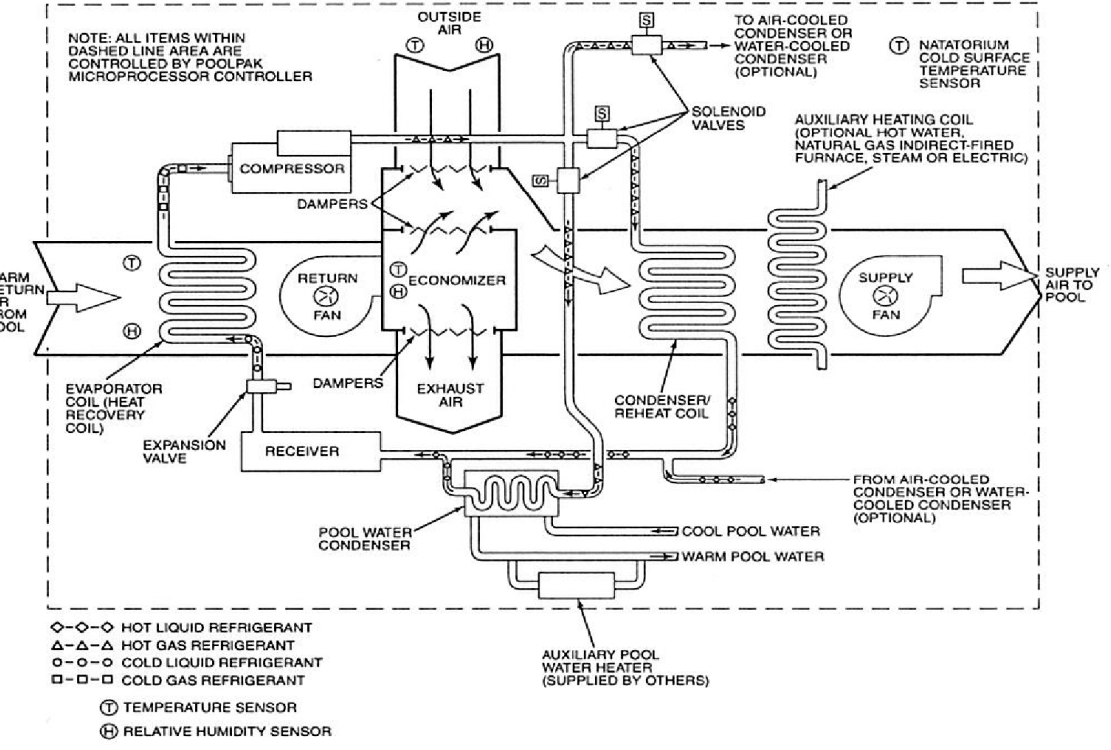 OUTSIDE
AIR
T
H
S
TO AIR-COOLED
CONDENSER OR
WATER-COOLED
CONDENSER
(OPTIONAL)
T
NATATORIUM
COLD SURFACE
TEMPERATURE
SENSOR
NOTE: ALL ITEMS WITHIN
DASHED LINE AREA ARE
CONTROLLED BY POOLPAK
MICROPROCESSOR CONTROLLER
S
SOLENOID
VALVES
AUXILIARY HEATING COIL
(OPTIONAL HOT WATER,
NATURAL GAS INDIRECT-FIRED
FURNACE, STEAM OR ELECTRIC)
COMPRESSOR
S
DAMPERS
T
H
ARM
ETURN
R
ROM
OOL
RETURN
FAN
T
H
ECONOMIZER
SUPPLY
FAN
SUPPLY
AIR TO
POOL
EVAPORATOR
COIL (HEAT
RECOVERY
COIL)
DAMPERS
EXHAUST
AIR
CONDENSER/
REHEAT COIL
EXPANSION
VALVE
RECEIVER
FROM AIR-COOLED
CONDENSER OR WATER-
COOLED CONDENSER
(OPTIONAL)
POOL WATER
CONDENSER
COOL POOL WATER
WARM POOL WATER
AUXILIARY POOL
WATER HEATER
(SUPPLIED BY OTHERS)
HOT LIQUID REFRIGERANT
HOT GAS REFRIGERANT
COLD LIQUID REFRIGERANT
COLD GAS REFRIGERANT
T TEMPERATURE SENSOR
H RELATIVE HUMIDITY SENSOR